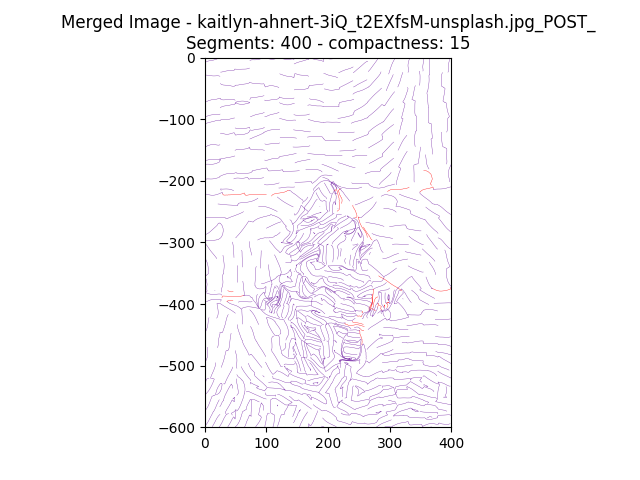 Merged Image - kaitlyn-ahnert-3iQ_t2EXfsM-unsplash.jpg_POST_
Segments: 400 - compactness: 15
0
−100
−200
−300
−400
−500
−600
0 100 200 300 400